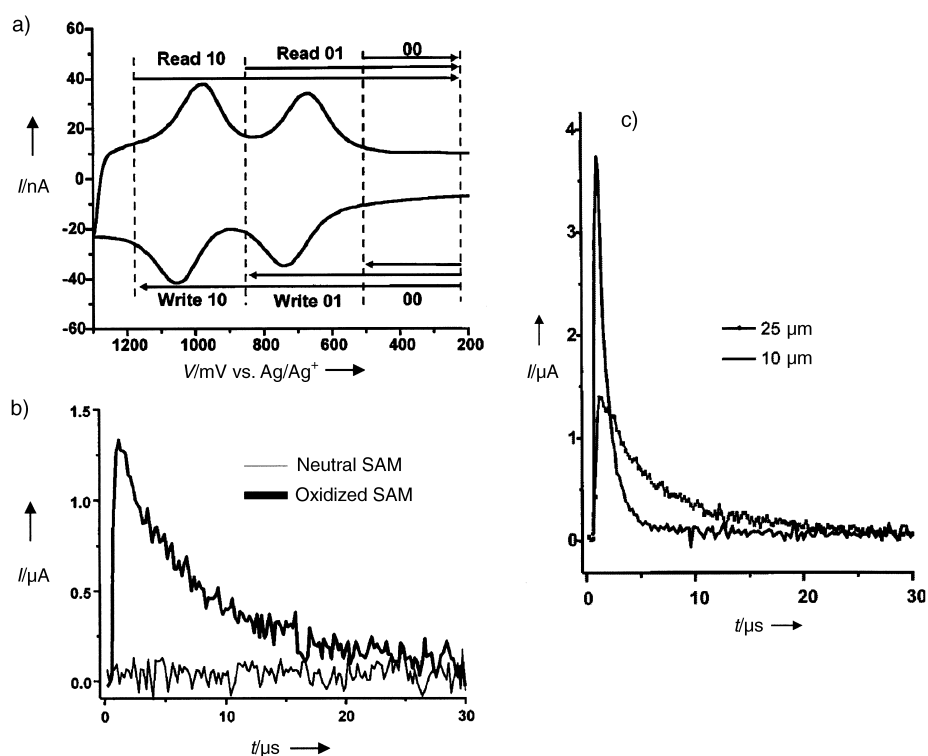 a)
60
40
20
0
-20
-40
-60
I/nA
Read 10
Read 01
00
Write 10
Write 01
00
1200 1000 800 600 400 200
V/mV vs. Ag/Ag⁺
b)
1.5
1.0
0.5
0.0
I/µA
Neutral SAM
Oxidized SAM
0 10 20 30
t/µs
c)
4
3
2
1
0
I/µA
25 µm
10 µm
0 10 20 30
t/µs